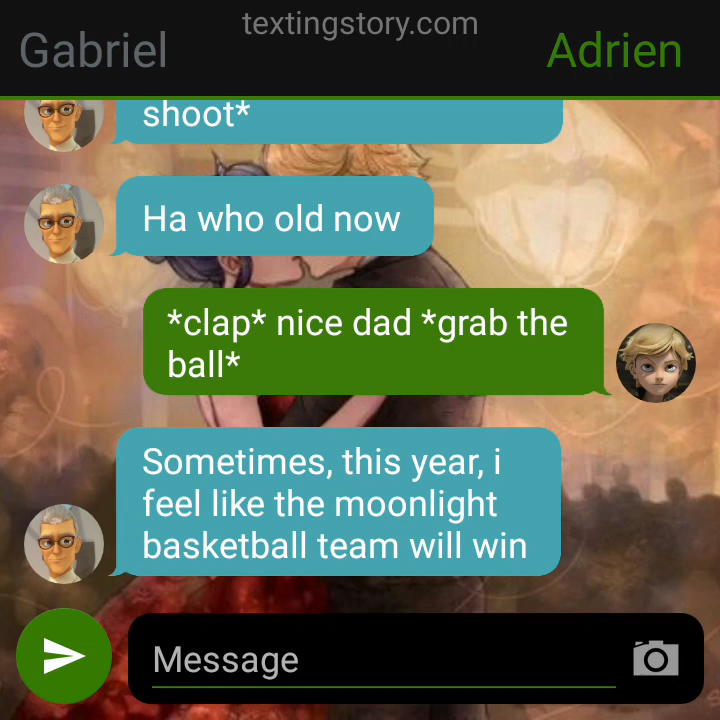 textingstory.com
Gabriel
Adrien
shoot*
Ha who old now
*clap* nice dad *grab the
ball*
Sometimes, this year, i
feel like the moonlight
basketball team will win
Message